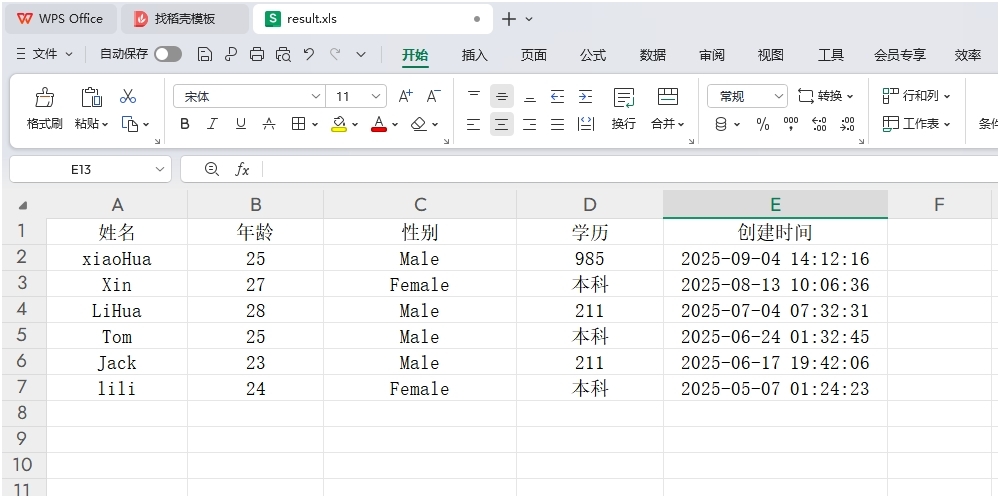 WPS Office 找稻壳模板 result.xls
文件 自动保存 开始 插入 页面 公式 数据 审阅 视图 工具 会员专享 效率
宋体 11 A+ A- 常规 转换 行和列
格式刷 粘贴 B I U A A 换行 合并 % 000 工作表 条件
E13 fx
A B C D E F
1 姓名 年龄 性别 学历 创建时间
2 xiaoHua 25 Male 985 2025-09-04 14:12:16
3 Xin 27 Female 本科 2025-08-13 10:06:36
4 LiHua 28 Male 211 2025-07-04 07:32:31
5 Tom 25 Male 本科 2025-06-24 01:32:45
6 Jack 23 Male 211 2025-06-17 19:42:06
7 lili 24 Female 本科 2025-05-07 01:24:23
8
9
10
11